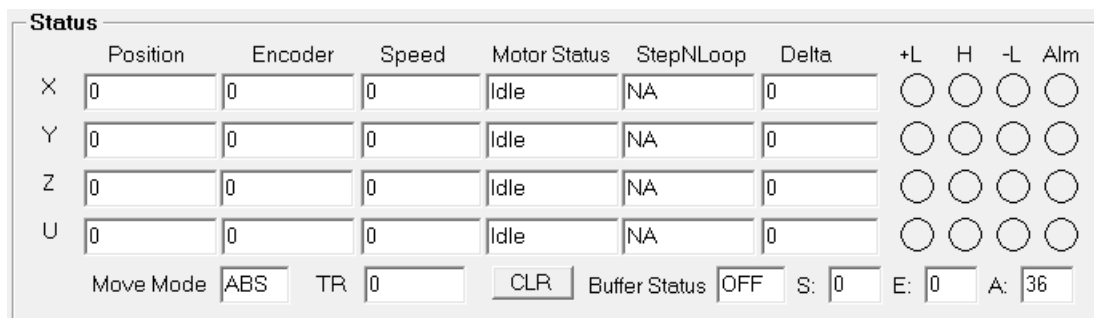 Status
Position Encoder Speed Motor Status StepNLoop Delta +L H -L Alm
X 0 0 0 Idle NA 0
Y 0 0 0 Idle NA 0
Z 0 0 0 Idle NA 0
U 0 0 0 Idle NA 0
Move Mode ABS TR 0 CLR Buffer Status OFF S: 0 E: 0 A: 36